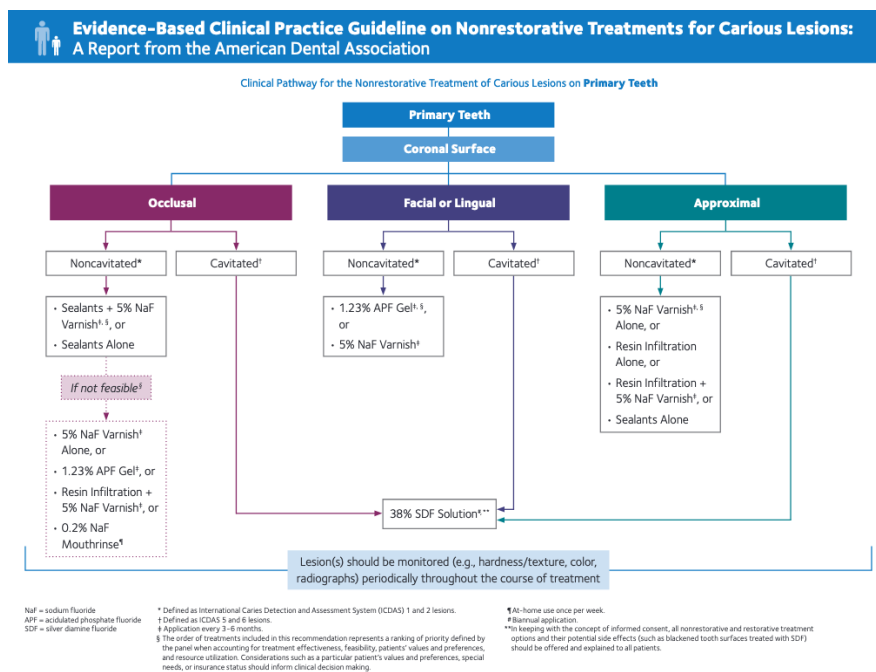 Evidence-Based Clinical Practice Guideline on Nonrestorative Treatments for Carious Lesions:
A Report from the American Dental Association
Clinical Pathway for the Nonrestorative Treatment of Carious Lesions on Primary Teeth
Primary Teeth
Coronal Surface
Occlusal
Facial or Lingual
Approximal
Noncavitated*
Cavitated†
Noncavitated*
Cavitated†
Noncavitated*
Cavitated†
• Sealants + 5% NaF
Varnish‡, §, or
• Sealants Alone
• 1.23% APF Gel‡, §,
or
• 5% NaF Varnish‡
• 5% NaF Varnish‡, §
Alone, or
• Resin Infiltration
Alone, or
• Resin Infiltration +
5% NaF Varnish‡, or
• Sealants Alone
If not feasible§
• 5% NaF Varnish‡
Alone, or
• 1.23% APF Gel‡, or
• Resin Infiltration +
5% NaF Varnish‡, or
• 0.2% NaF
Mouthrinse¶
38% SDF Solution#,**
Lesion(s) should be monitored (e.g., hardness/texture, color,
radiographs) periodically throughout the course of treatment
NaF = sodium fluoride
APF = acidulated phosphate fluoride
SDF = silver diamine fluoride
* Defined as International Caries Detection and Assessment System (ICDAS) 1 and 2 lesions.
† Defined as ICDAS 5 and 6 lesions.
‡ Application every 3–6 months.
§ The order of treatments included in this recommendation represents a ranking of priority defined by
the panel when accounting for treatment effectiveness, feasibility, patients' values and preferences,
and resource utilization. Considerations such as a particular patient's values and preferences, special
needs, or insurance status should inform clinical decision making.
¶ At-home use once per week.
# Biannual application.
**In keeping with the concept of informed consent, all nonrestorative and restorative treatment
options and their potential side effects (such as blackened tooth surfaces treated with SDF)
should be offered and explained to all patients.